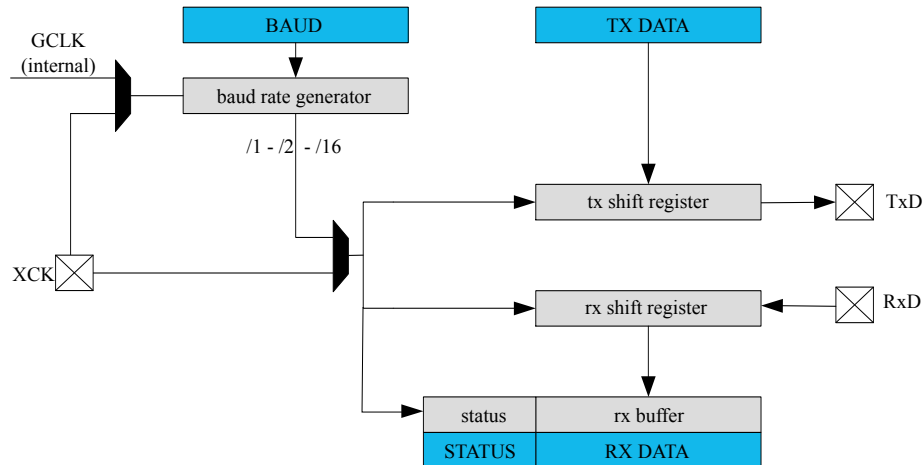 BAUD
TX DATA
GCLK
(internal)
baud rate generator
/1 - /2 - /16
tx shift register
TxD
XCK
rx shift register
RxD
status
rx buffer
STATUS
RX DATA